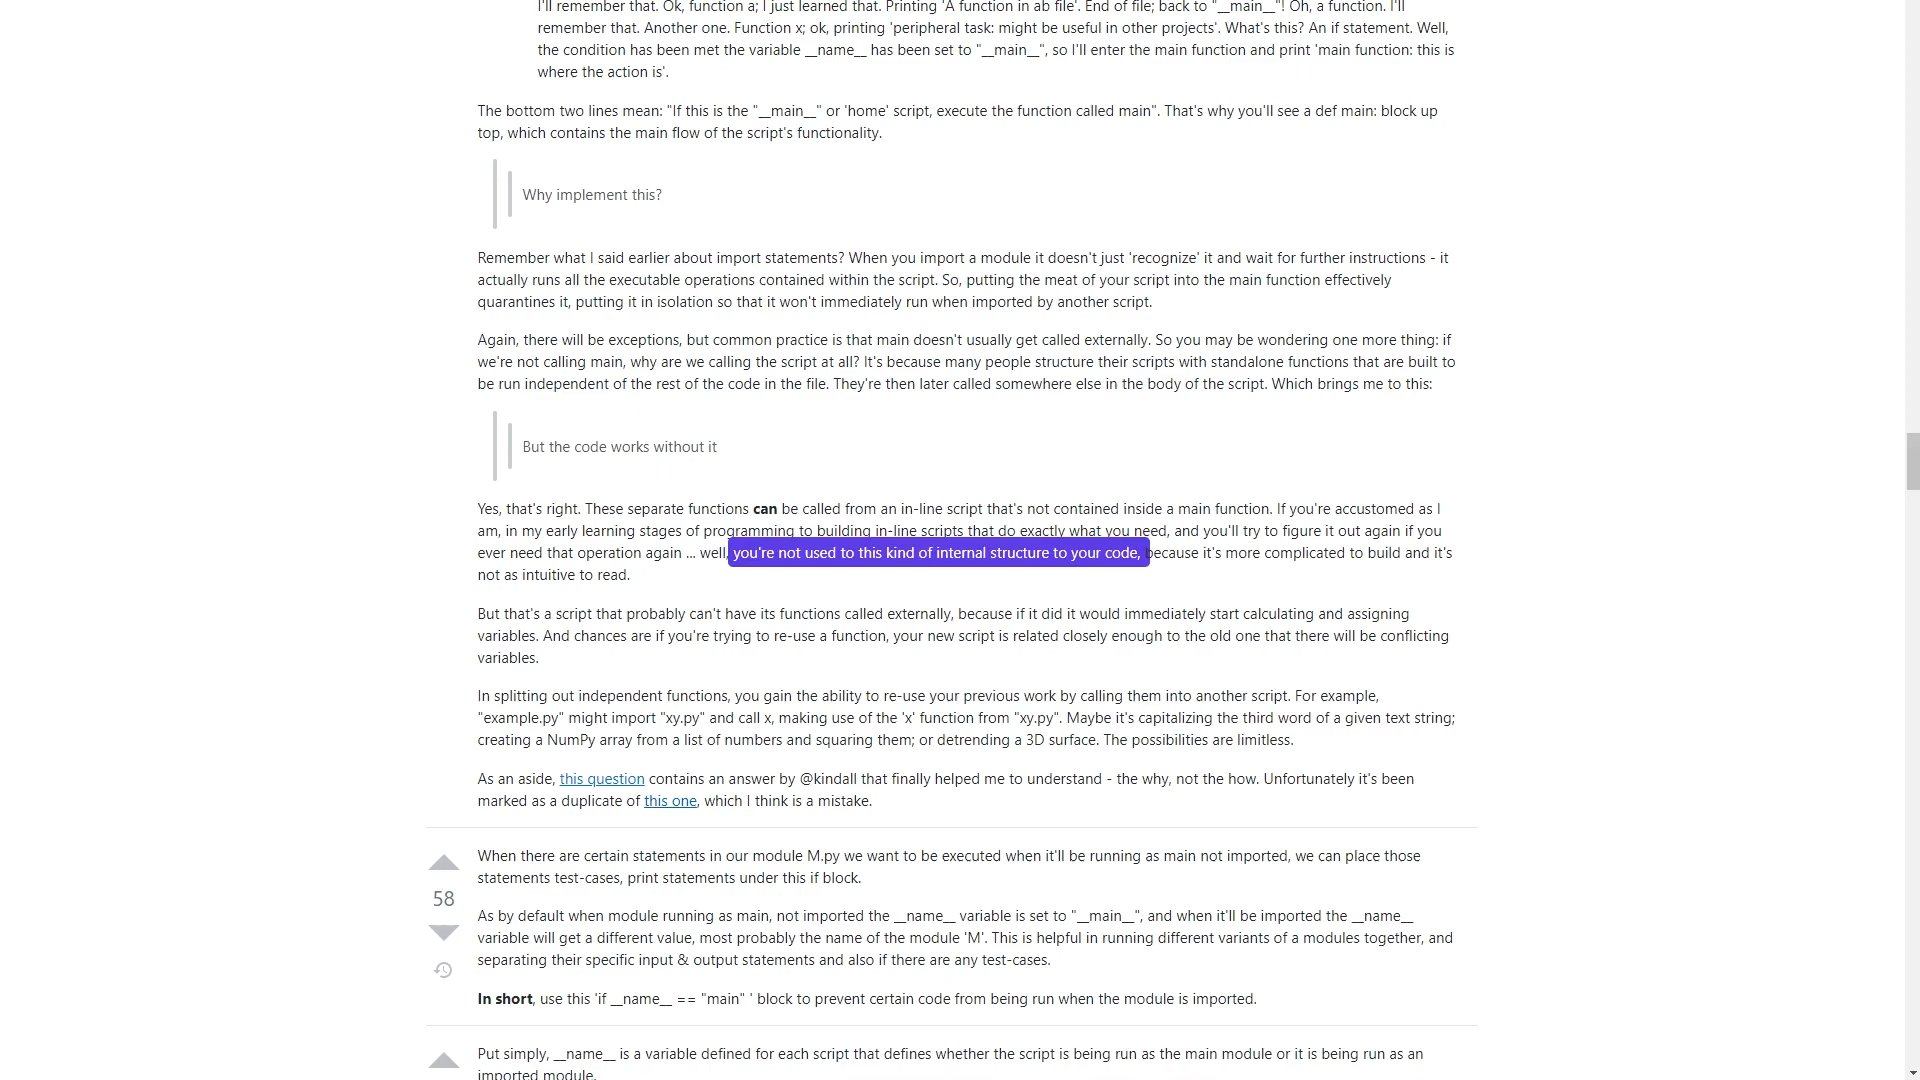 I'll remember that. Ok, function a; I just learned that. Printing 'A function in ab file'. End of file; back to "__main__"! Oh, a function. I'll
remember that. Another one. Function x; ok, printing 'peripheral task: might be useful in other projects'. What's this? An if statement. Well,
the condition has been met the variable __name__ has been set to "__main__", so I'll enter the main function and print 'main function: this is
where the action is'.
The bottom two lines mean: "If this is the "__main__" or 'home' script, execute the function called main". That's why you'll see a def main: block up
top, which contains the main flow of the script's functionality.
Why implement this?
Remember what I said earlier about import statements? When you import a module it doesn't just 'recognize' it and wait for further instructions - it
actually runs all the executable operations contained within the script. So, putting the meat of your script into the main function effectively
quarantines it, putting it in isolation so that it won't immediately run when imported by another script.
Again, there will be exceptions, but common practice is that main doesn't usually get called externally. So you may be wondering one more thing: if
we're not calling main, why are we calling the script at all? It's because many people structure their scripts with standalone functions that are built to
be run independent of the rest of the code in the file. They're then later called somewhere else in the body of the script. Which brings me to this:
But the code works without it
Yes, that's right. These separate functions can be called from an in-line script that's not contained inside a main function. If you're accustomed as I
am, in my early learning stages of programming to building in-line scripts that do exactly what you need, and you'll try to figure it out again if you
ever need that operation again ... well, you're not used to this kind of internal structure to your code, because it's more complicated to build and it's
not as intuitive to read.
But that's a script that probably can't have its functions called externally, because if it did it would immediately start calculating and assigning
variables. And chances are if you're trying to re-use a function, your new script is related closely enough to the old one that there will be conflicting
variables.
In splitting out independent functions, you gain the ability to re-use your previous work by calling them into another script. For example,
"example.py" might import "xy.py" and call x, making use of the 'x' function from "xy.py". Maybe it's capitalizing the third word of a given text string;
creating a NumPy array from a list of numbers and squaring them; or detrending a 3D surface. The possibilities are limitless.
As an aside, this question contains an answer by @kindall that finally helped me to understand - the why, not the how. Unfortunately it's been
marked as a duplicate of this one, which I think is a mistake.
When there are certain statements in our module M.py we want to be executed when it'll be running as main not imported, we can place those
statements test-cases, print statements under this if block.
58
As by default when module running as main, not imported the __name__ variable is set to "__main__", and when it'll be imported the __name__
variable will get a different value, most probably the name of the module 'M'. This is helpful in running different variants of a modules together, and
separating their specific input & output statements and also if there are any test-cases.
In short, use this 'if __name__ == "main" ' block to prevent certain code from being run when the module is imported.
Put simply, __name__ is a variable defined for each script that defines whether the script is being run as the main module or it is being run as an
imported module.